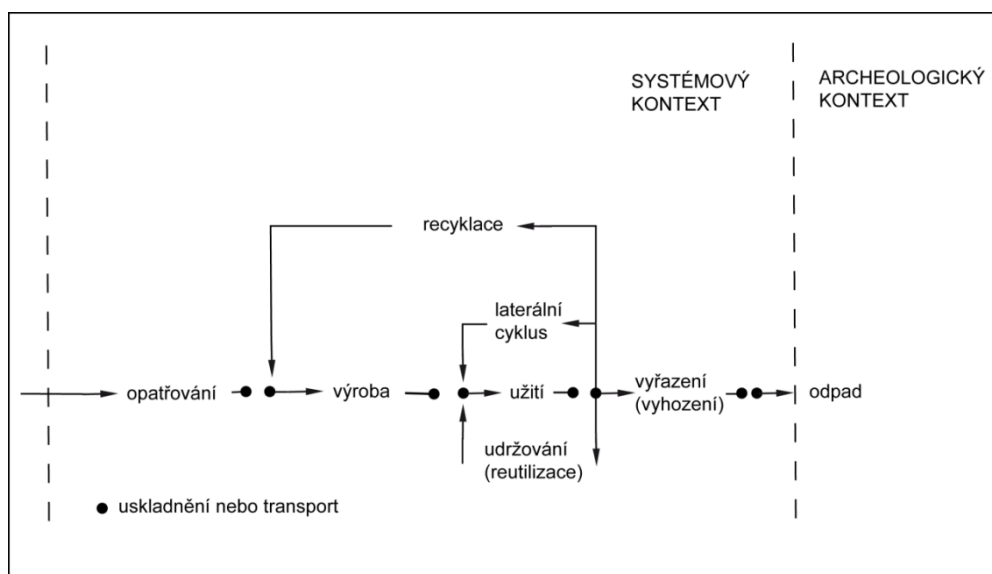 SYSTÉMOVÝ
KONTEXT
ARCHEOLOGICKÝ
KONTEXT
recyklace
laterální
cyklus
opatřování
výroba
užití
vyřazení
(vyhození)
odpad
udržování
(reutilizace)
uskladnění nebo transport